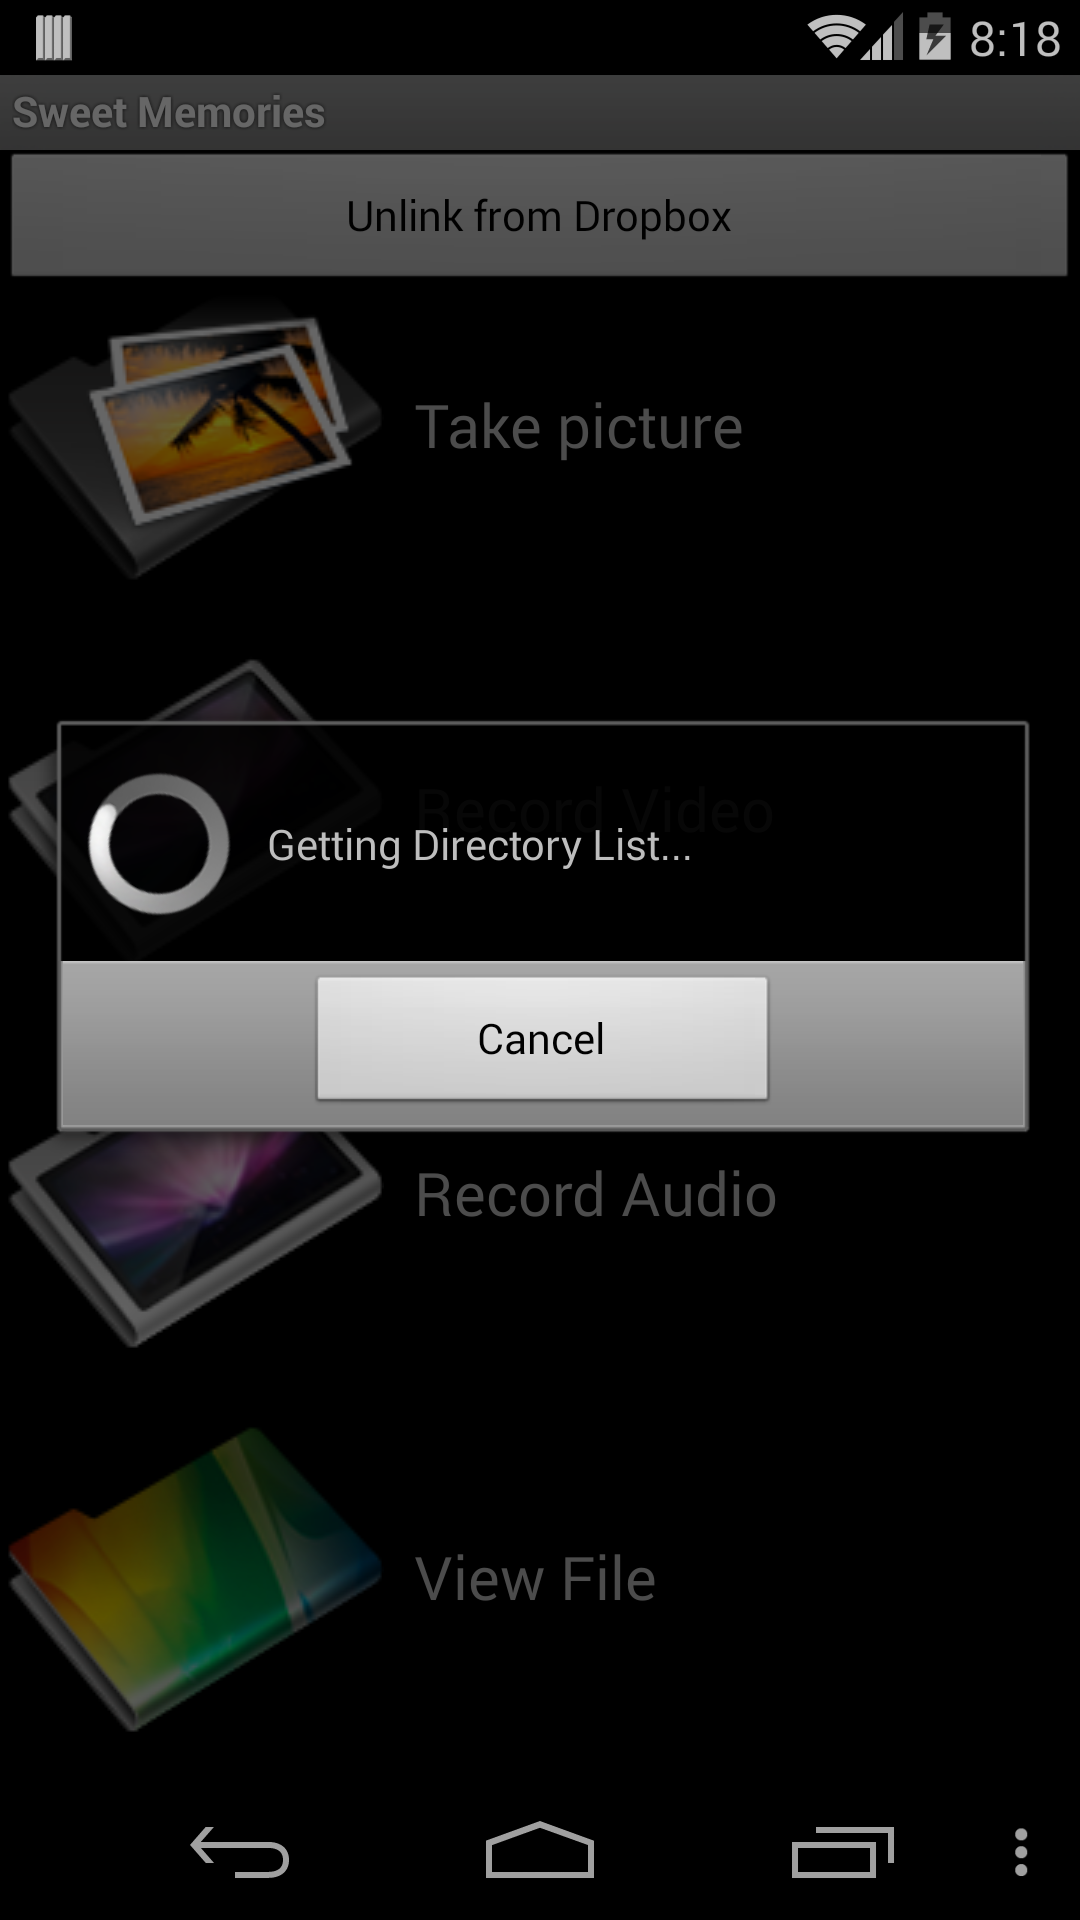 8:18
Sweet Memories
Unlink from Dropbox
Take picture
Record Video
Getting Directory List...
Cancel
Record Audio
View File